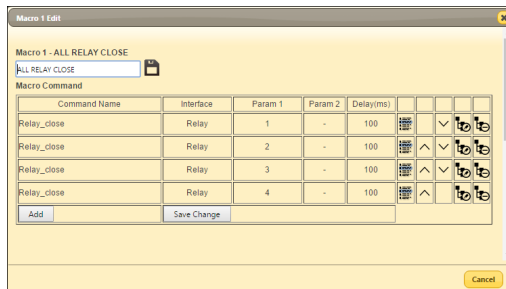 Macro 1 Edit
Macro 1 - ALL RELAY CLOSE
ALL RELAY CLOSE
Macro Command
Command Name Interface Param 1 Param 2 Delay(ms)
Relay_close Relay 1 - 100
Relay_close Relay 2 - 100
Relay_close Relay 3 - 100
Relay_close Relay 4 - 100
Add Save Change
Cancel